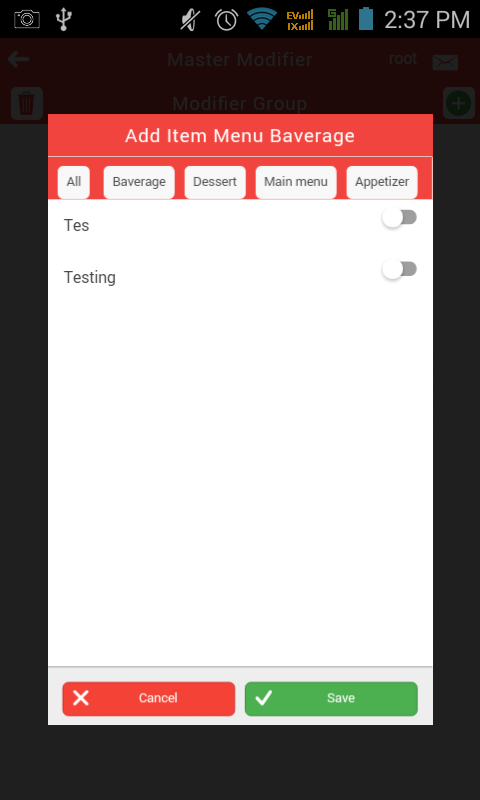 EV
1X
G
2:37 PM
Master Modifier
root
Modifier Group
Add Item Menu Baverage
All
Baverage
Dessert
Main menu
Appetizer
Tes
Testing
Cancel
Save